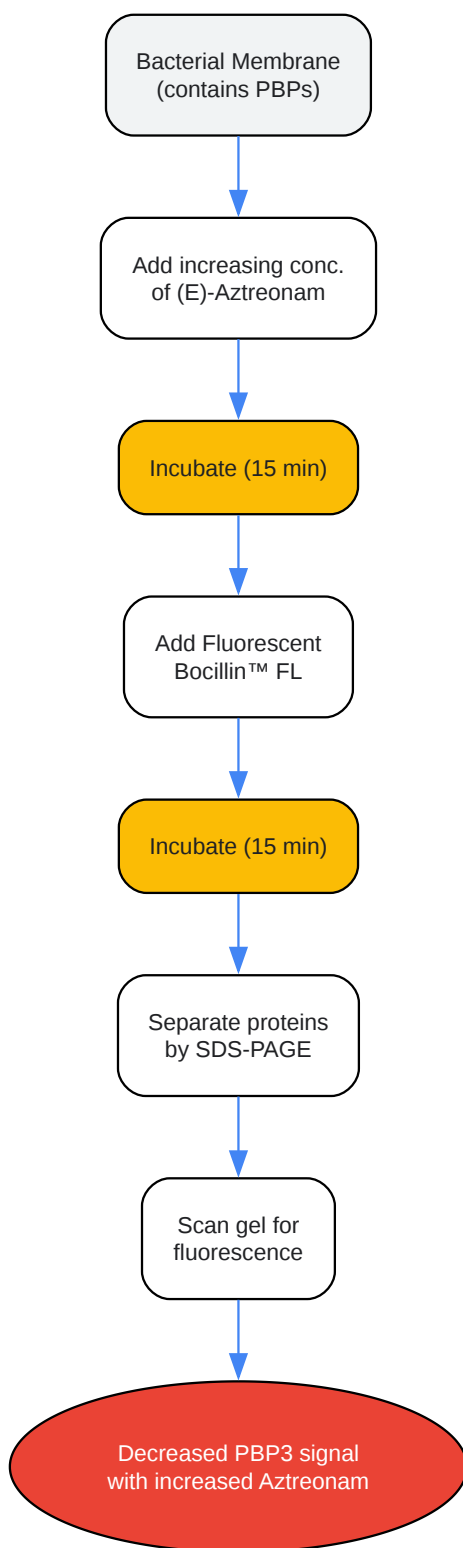 Bacterial Membrane
(contains PBPs)
Add increasing conc.
of (E)-Aztreonam
Incubate (15 min)
Add Fluorescent
Bocillin™ FL
Incubate (15 min)
Separate proteins
by SDS-PAGE
Scan gel for
fluorescence
Decreased PBP3 signal
with increased Aztreonam